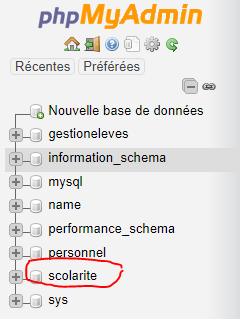 phpMyAdmin
Récentes Préférées
Nouvelle base de données
gestioneleves
information_schema
mysql
name
performance_schema
personnel
scolarite
sys